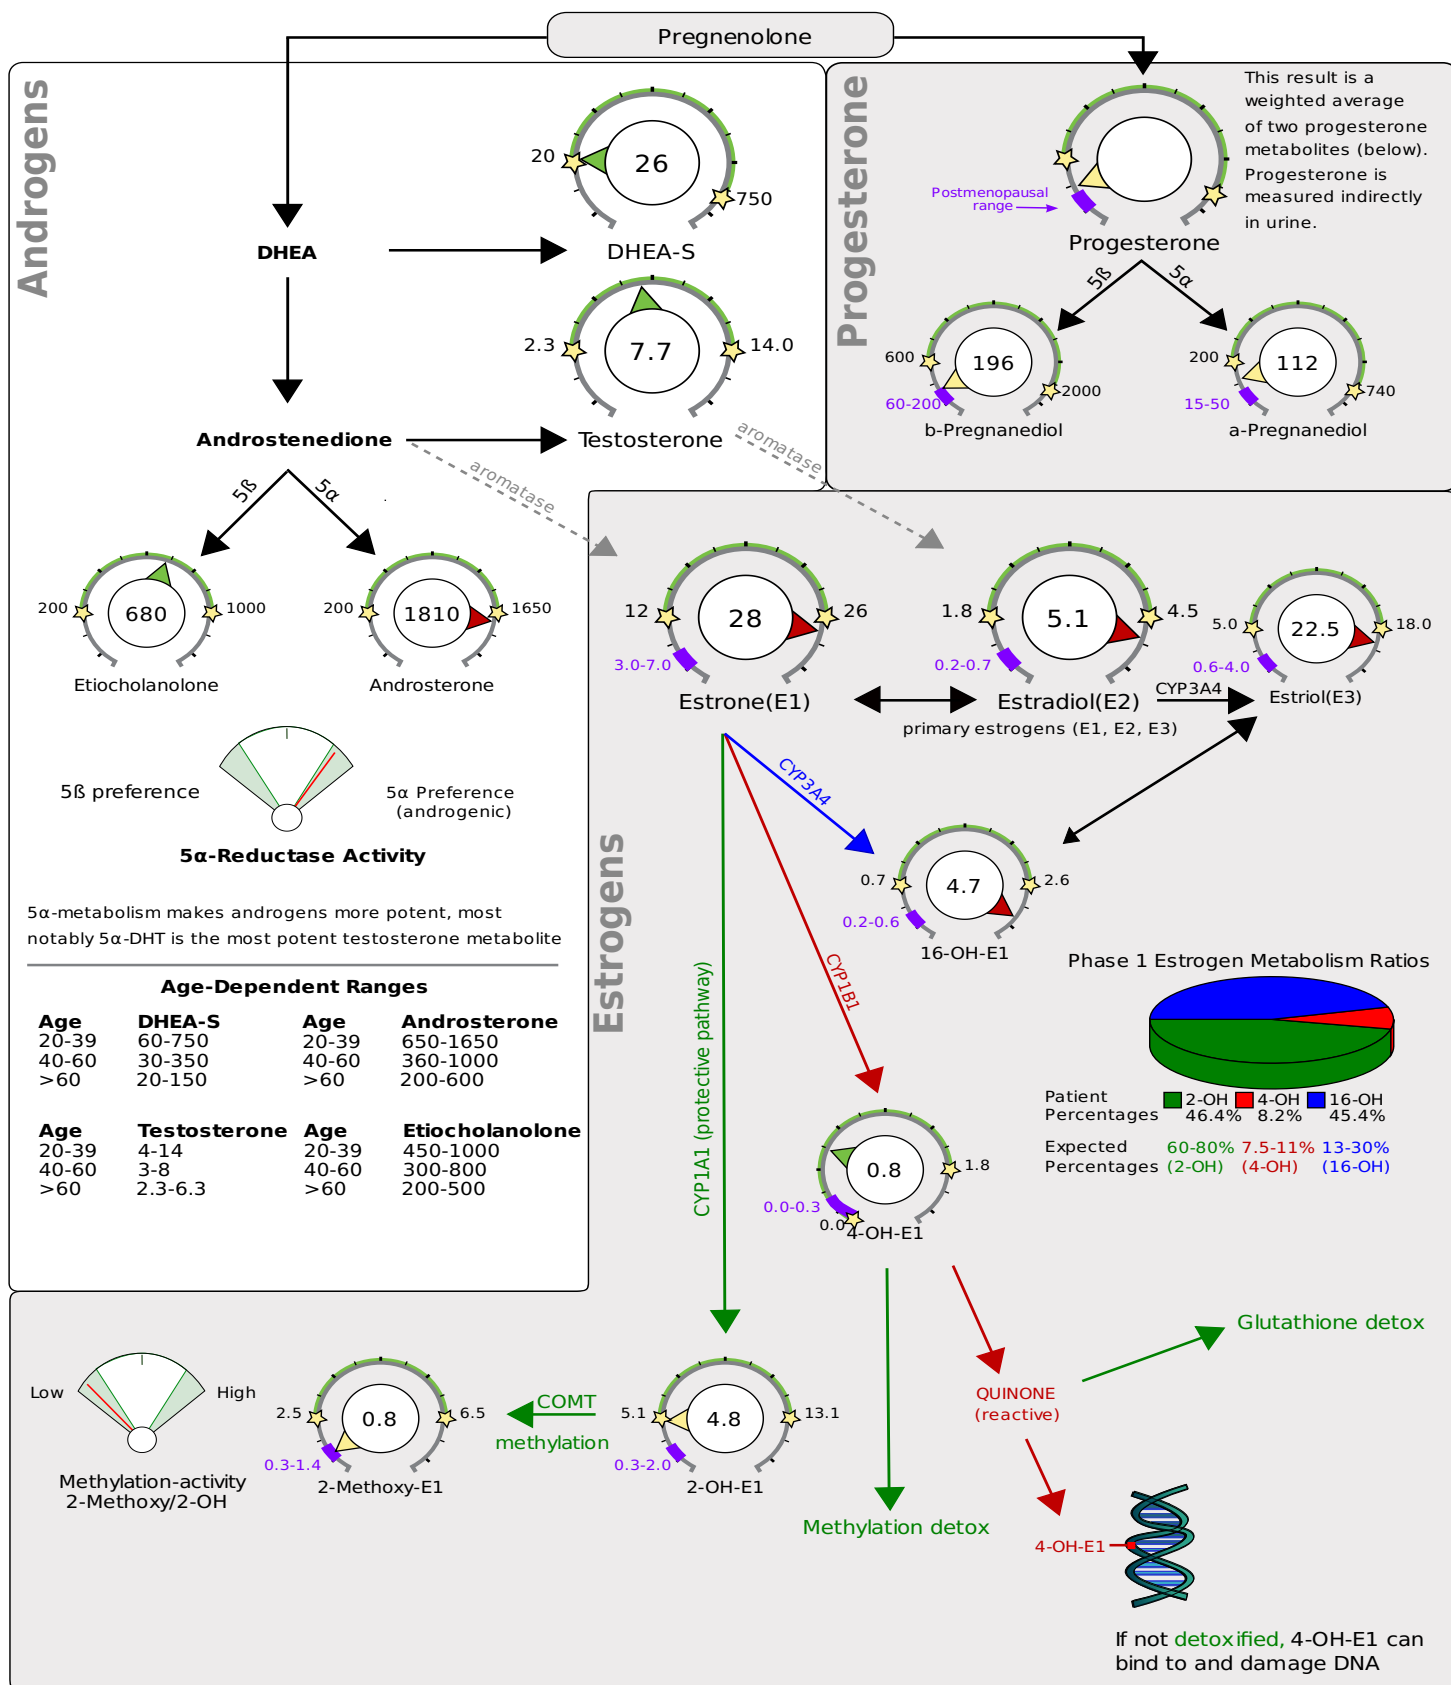 Pregnenolone
Androgens
20
26
750
DHEA
DHEA-S
2.3
7.7
14.0
Androstenedione
Testosterone
aromatase
aromatase
5ß
5α
200
680
1000
Etiocholanolone
200
1810
1650
Androsterone
5ß preference
5α Preference
(androgenic)
5α-Reductase Activity
5α-metabolism makes androgens more potent, most
notably 5α-DHT is the most potent testosterone metabolite
Age-Dependent Ranges
Age DHEA-S
20-39 60-750
40-60 30-350
>60 20-150
Age Androsterone
20-39 650-1650
40-60 360-1000
>60 200-600
Age Testosterone
20-39 4-14
40-60 3-8
>60 2.3-6.3
Age Etiocholanolone
20-39 450-1000
40-60 300-800
>60 200-500
Progesterone
This result is a
weighted average
of two progesterone
metabolites (below).
Progesterone is
measured indirectly
in urine.
Postmenopausal
range
Progesterone
5ß
5α
600
196
2000
60-200
b-Pregnanediol
200
112
740
15-50
a-Pregnanediol
Estrogens
12
28
26
3.0-7.0
Estrone(E1)
1.8
5.1
4.5
0.2-0.7
Estradiol(E2)
CYP3A4
5.0
22.5
18.0
0.6-4.0
Estriol(E3)
primary estrogens (E1, E2, E3)
CYP3A4
0.7
4.7
2.6
0.2-0.6
16-OH-E1
CYP1B1
CYP1A1 (protective pathway)
Phase 1 Estrogen Metabolism Ratios
Patient
Percentages
2-OH
46.4%
4-OH
8.2%
16-OH
45.4%
Expected
Percentages
60-80%
(2-OH)
7.5-11%
(4-OH)
13-30%
(16-OH)
0.8
1.8
0.0-0.3
0.0
4-OH-E1
Low
High
Methylation-activity
2-Methoxy/2-OH
2.5
0.8
6.5
0.3-1.4
2-Methoxy-E1
COMT
methylation
5.1
4.8
13.1
0.3-2.0
2-OH-E1
Methylation detox
Glutathione detox
QUINONE
(reactive)
4-OH-E1
If not detoxified, 4-OH-E1 can
bind to and damage DNA